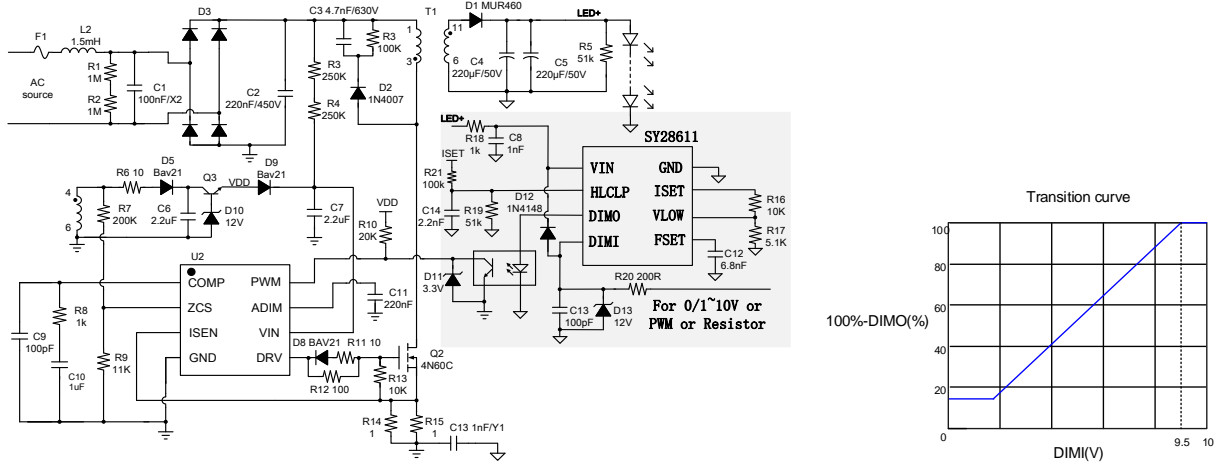 F1
L2
1.5mH
AC
source
R1
1M
R2
1M
C1
100nF/X2
D3
C2
220nF/450V
C3 4.7nF/630V
R3
100K
R3
250K
R4
250K
D2
1N4007
T1
1
3
11
6
D1 MUR460
LED+
C4
220μF/50V
C5
220μF/50V
R5
51k
4
6
R6 10
R7
200K
D5
Bav21
C6
2.2uF
Q3
VDD
D10
12V
D9
Bav21
C7
2.2uF
VDD
R10
20K
U2
COMP
ZCS
ISEN
GND
PWM
ADIM
VIN
DRV
C9
100pF
R8
1k
C10
1uF
R9
11K
C11
220nF
D8 BAV21
R11 10
R12 100
R13
10K
Q2
4N60C
R14
1
R15
1
C13 1nF/Y1
LED+
R18
1k
C8
1nF
ISET
R21
100k
C14
2.2nF
R19
51k
D12
1N4148
D11
3.3V
SY28611
VIN
HLCLP
DIMO
DIMI
GND
ISET
VLOW
FSET
R16
10K
R17
5.1K
C12
6.8nF
R20 200R
C13
100pF
D13
12V
For 0/1~10V or
PWM or Resistor
Transition curve
100%-DIMO(%)
100
80
60
40
20
0
9.5
10
DIMI(V)